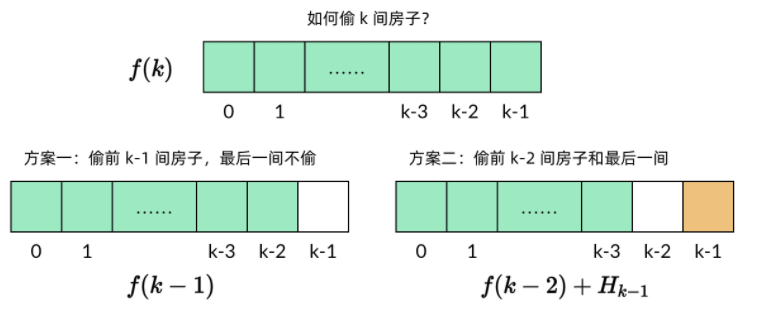 如何偷 k 间房子？
f(k)
……
0 1 k-3 k-2 k-1
方案一：偷前 k-1 间房子，最后一间不偷
……
0 1 k-3 k-2 k-1
f(k − 1)
方案二：偷前 k-2 间房子和最后一间
……
0 1 k-3 k-2 k-1
f(k − 2) + H_{k−1}